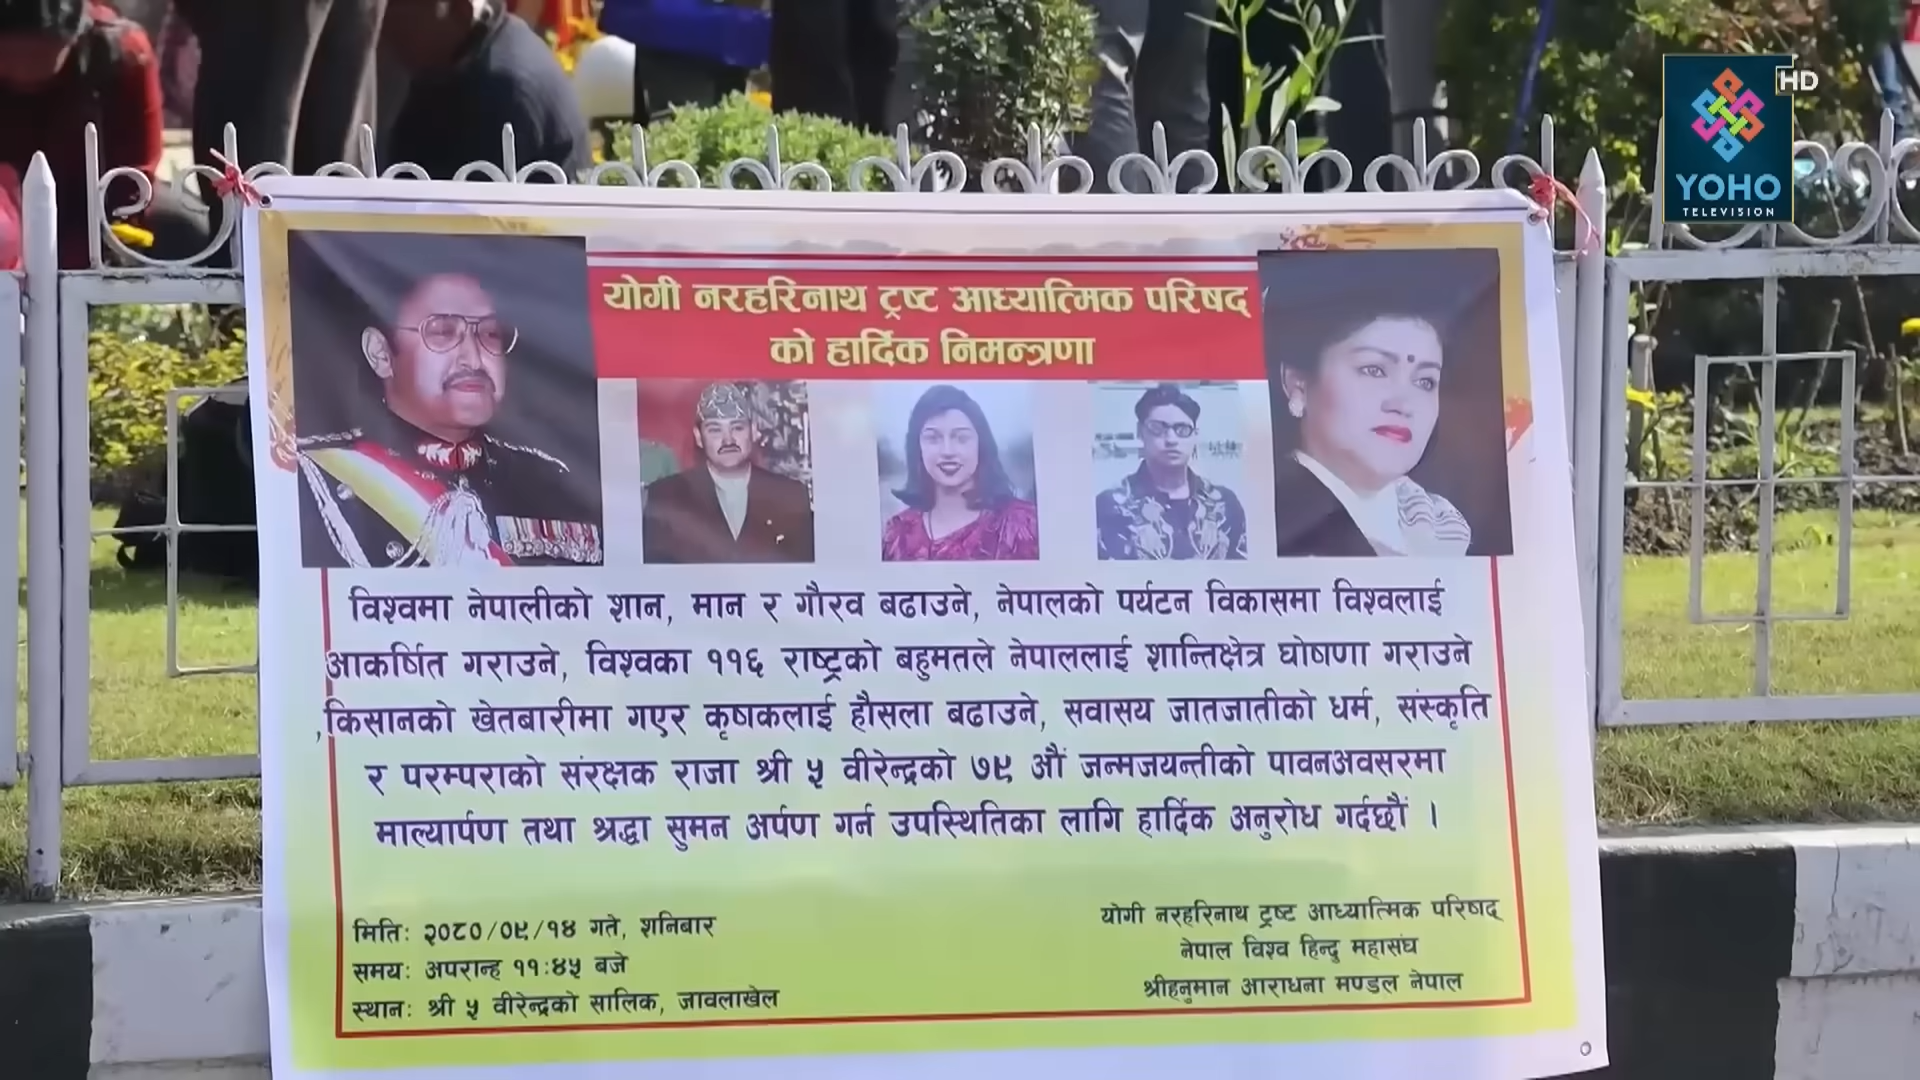 HD
YOHO
TELEVISION
योगी नरहरिनाथ ट्रष्ट आध्यात्मिक परिषद्
को हार्दिक निमन्त्रणा
विश्वमा नेपालीको शान, मान र गौरव बढाउने, नेपालको पर्यटन विकासमा विश्वलाई
आकर्षित गराउने, विश्वका ११६ राष्ट्रको बहुमतले नेपाललाई शान्तिक्षेत्र घोषणा गराउने
,किसानको खेतबारीमा गएर कृषकलाई हौसला बढाउने, सवासय जातजातीको धर्म, संस्कृति
र परम्पराको संरक्षक राजा श्री ५ वीरेन्द्रको ७९ औं जन्मजयन्तीको पावनअवसरमा
माल्यार्पण तथा श्रद्धा सुमन अर्पण गर्न उपस्थितिका लागि हार्दिक अनुरोध गर्दछौं ।
मिति: २०८०/०९/१४ गते, शनिबार
समय: अपरान्ह ११:४५ बजे
स्थान: श्री ५ वीरेन्द्रको सालिक, जावलाखेल
योगी नरहरिनाथ ट्रष्ट आध्यात्मिक परिषद्
नेपाल विश्व हिन्दु महासंघ
श्रीहनुमान आराधना मण्डल नेपाल